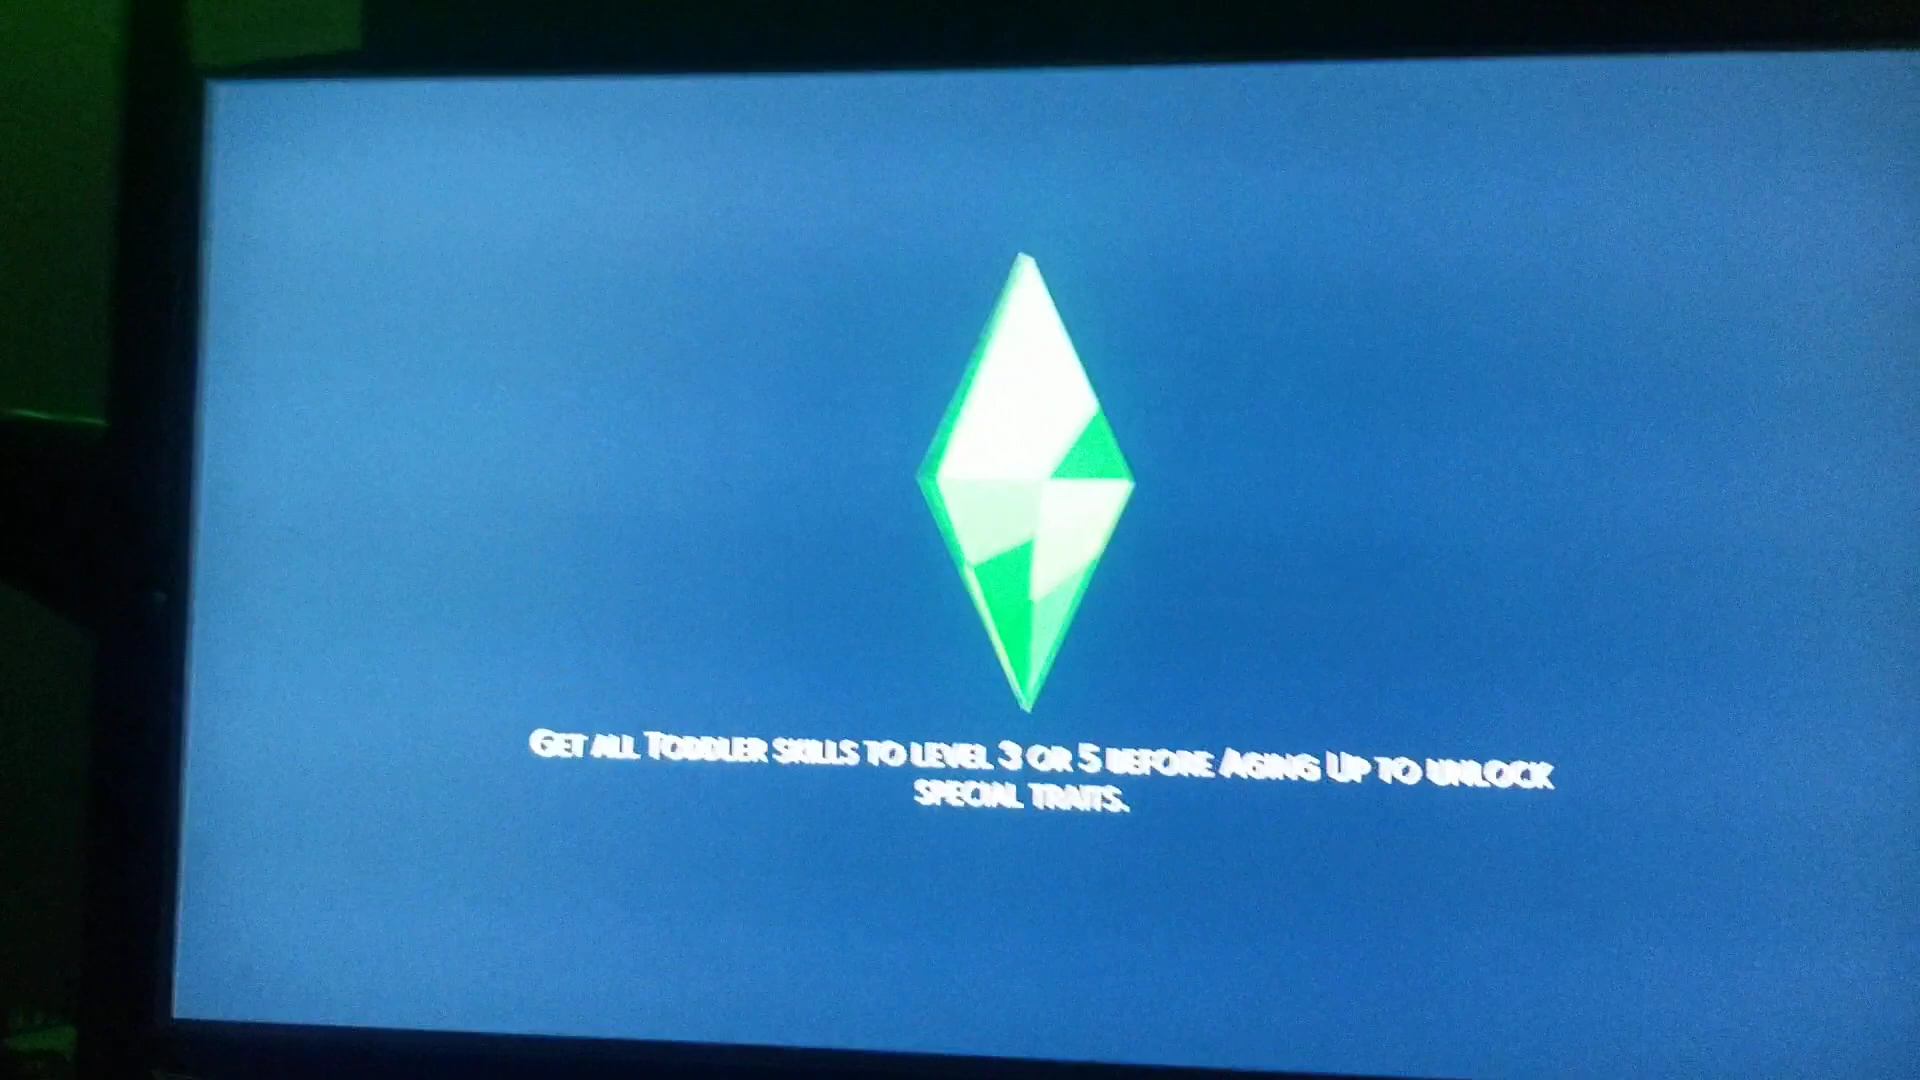 Get all Toddler skills to level 3 or 5 before Aging Up to unlock
special traits.